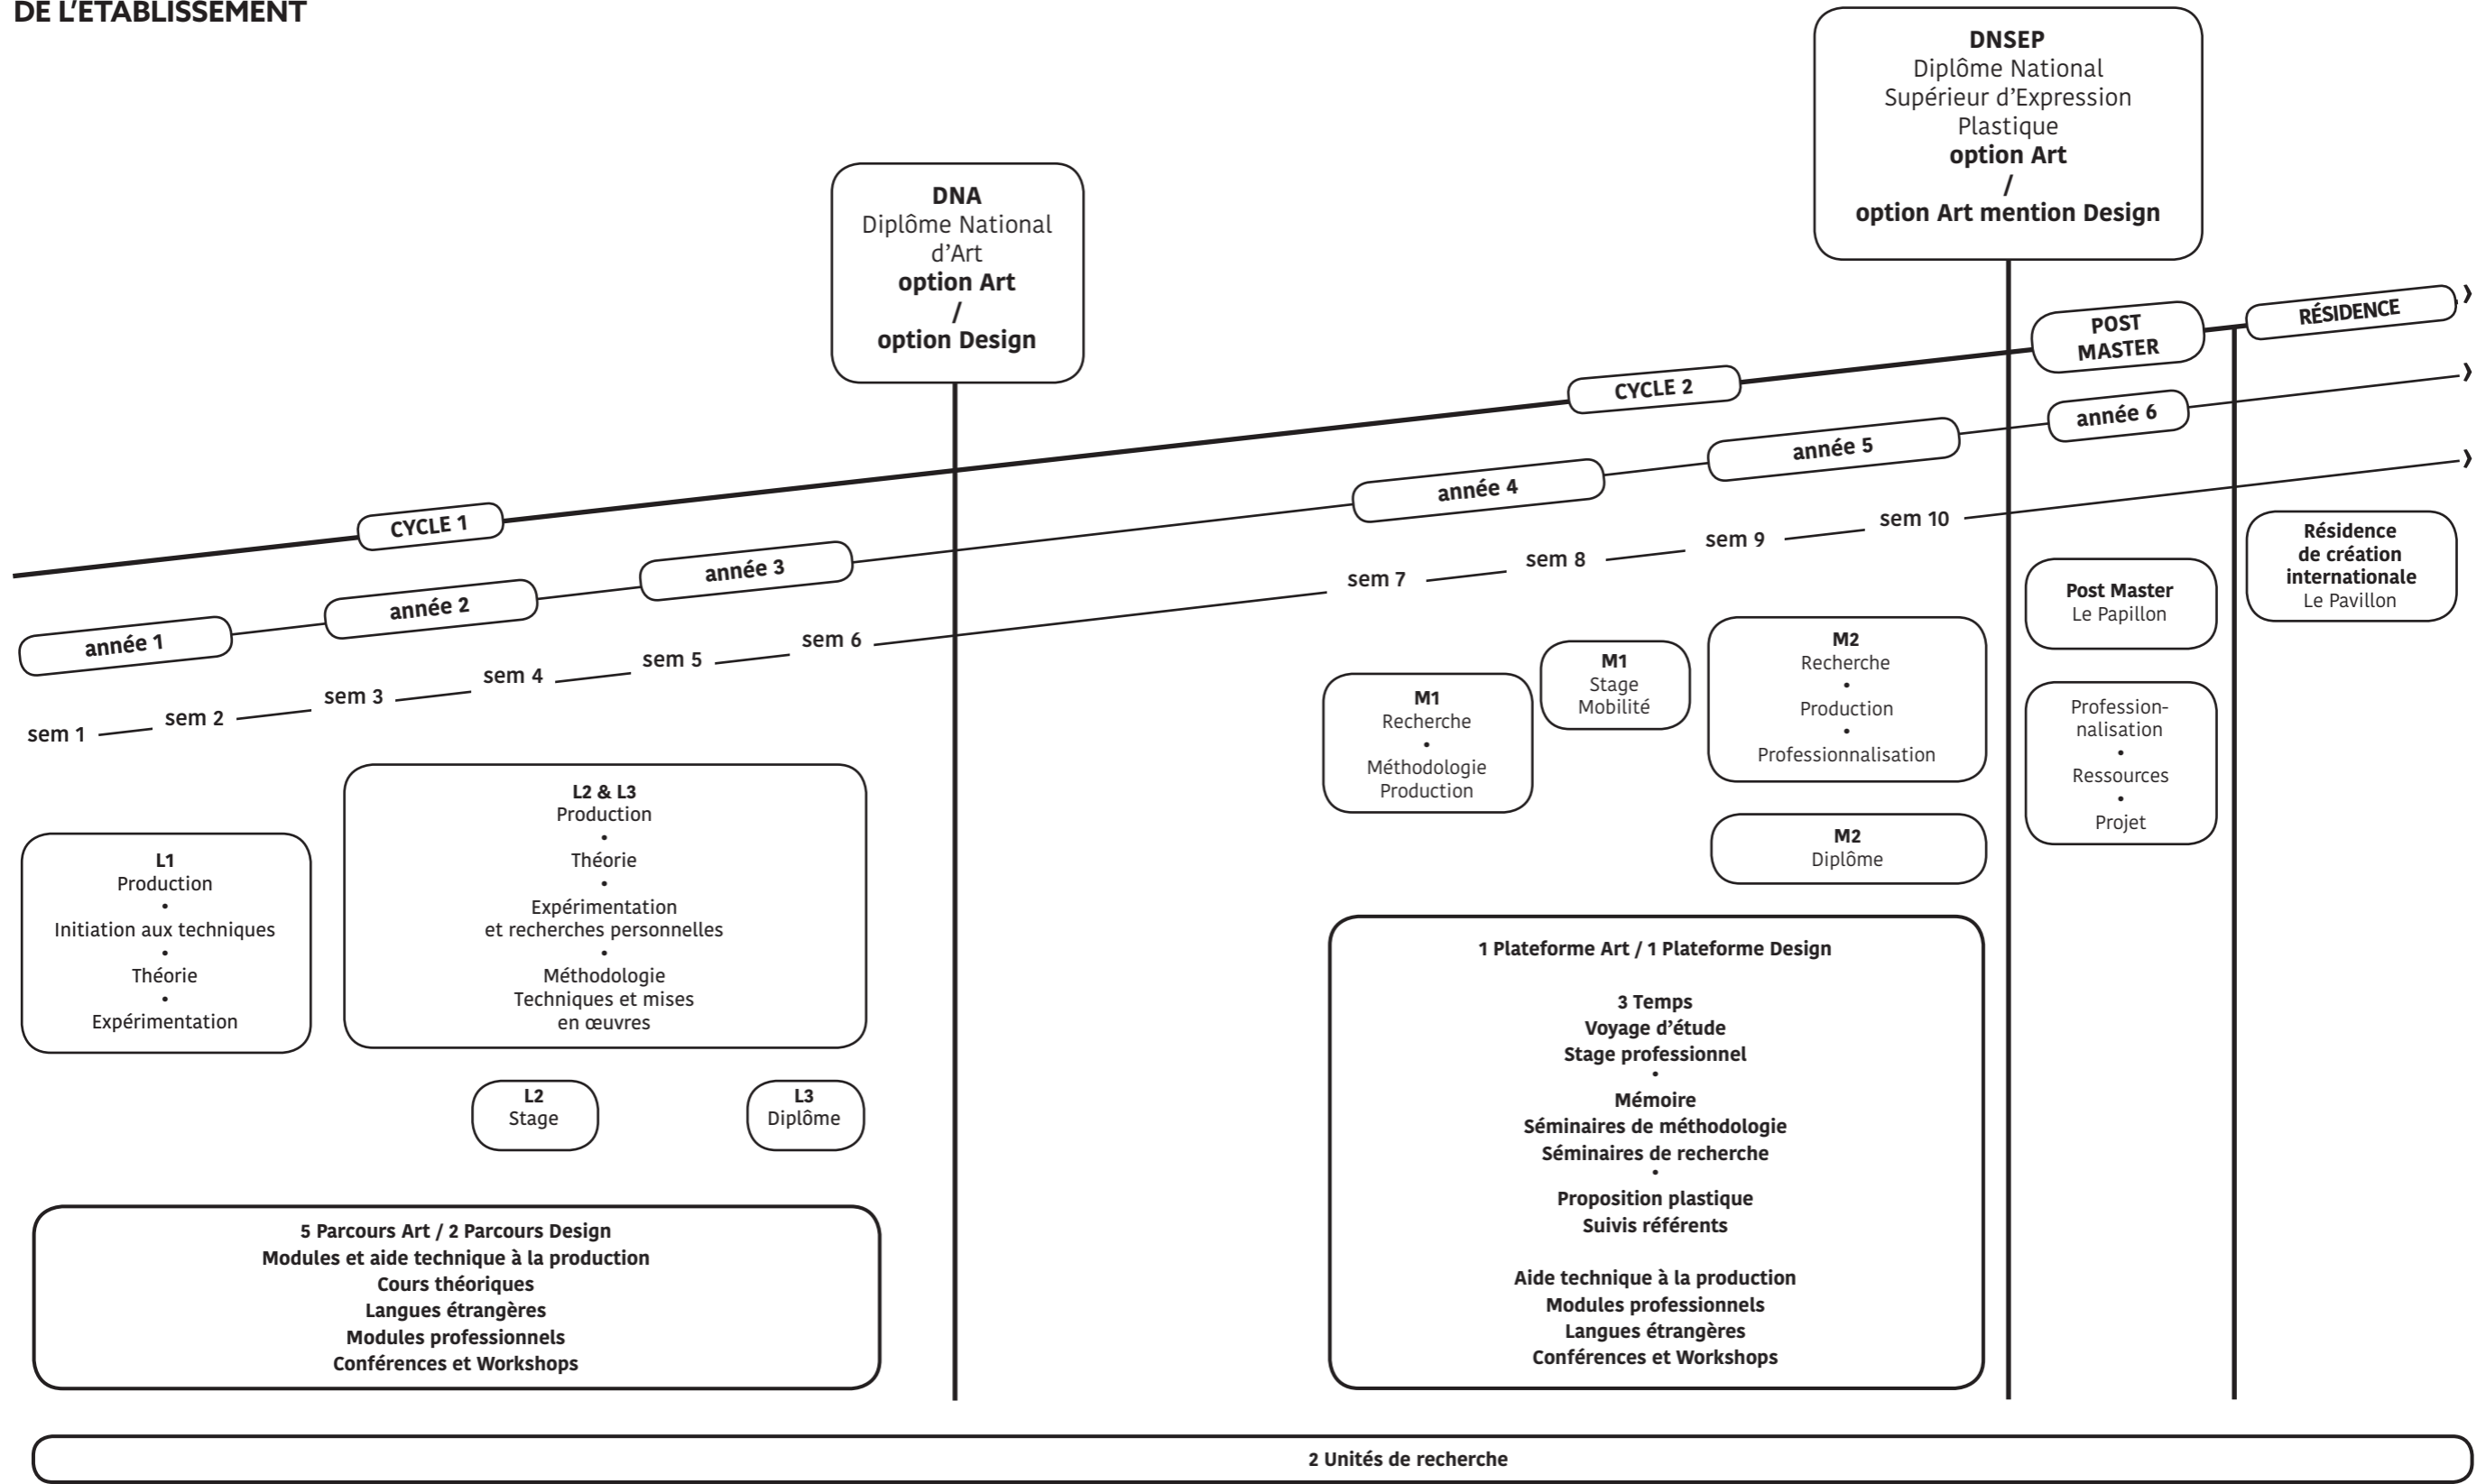 DE L'ÉTABLISSEMENT
DNSEP
Diplôme National
Supérieur d'Expression
Plastique
option Art
/
option Art mention Design
DNA
Diplôme National
d'Art
option Art
/
option Design
CYCLE 1
CYCLE 2
POST
MASTER
RÉSIDENCE
année 1
année 2
année 3
année 4
année 5
année 6
sem 1
sem 2
sem 3
sem 4
sem 5
sem 6
sem 7
sem 8
sem 9
sem 10
L1
Production
•
Initiation aux techniques
•
Théorie
•
Expérimentation
L2 & L3
Production
•
Théorie
•
Expérimentation
et recherches personnelles
•
Méthodologie
Techniques et mises
en œuvres
L2
Stage
L3
Diplôme
5 Parcours Art / 2 Parcours Design
Modules et aide technique à la production
Cours théoriques
Langues étrangères
Modules professionnels
Conférences et Workshops
M1
Recherche
•
Méthodologie
Production
M1
Stage
Mobilité
M2
Recherche
•
Production
•
Professionnalisation
M2
Diplôme
1 Plateforme Art / 1 Plateforme Design
3 Temps
Voyage d'étude
Stage professionnel
•
Mémoire
Séminaires de méthodologie
Séminaires de recherche
•
Proposition plastique
Suivis référents
Aide technique à la production
Modules professionnels
Langues étrangères
Conférences et Workshops
Post Master
Le Papillon
Profession-
nalisation
•
Ressources
•
Projet
Résidence
de création
internationale
Le Pavillon
2 Unités de recherche